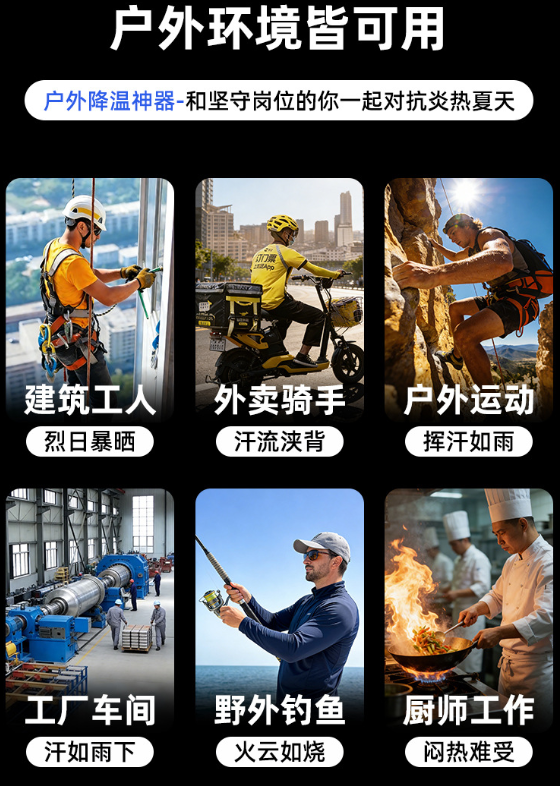 户外环境皆可用
户外降温神器-和坚守岗位的你一起对抗炎热夏天
建筑工人
外卖骑手
户外运动
烈日暴晒
汗流浃背
挥汗如雨
工厂车间
野外钓鱼
厨师工作
汗如雨下
火云如烧
闷热难受